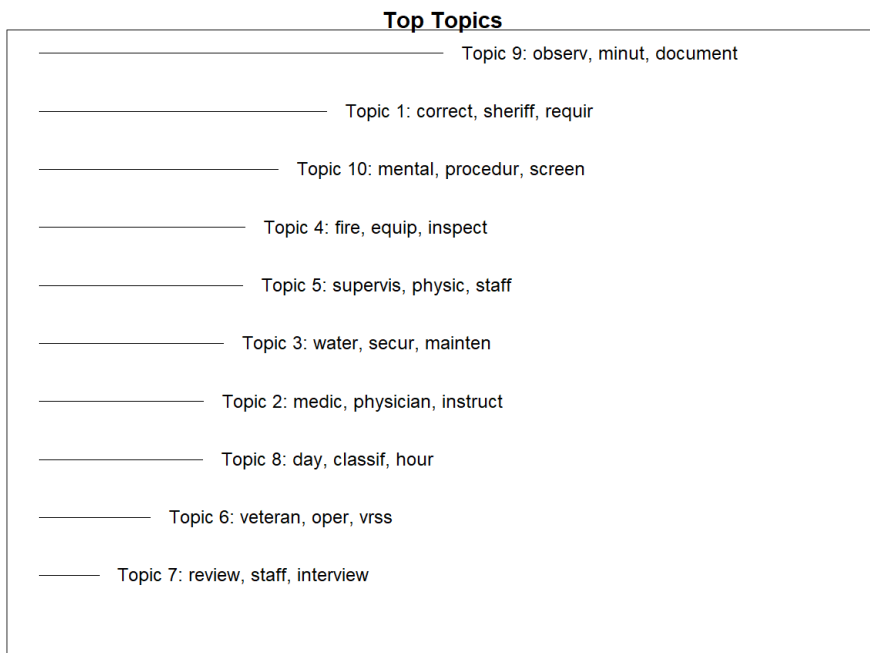 Top Topics
Topic 9: observ, minut, document
Topic 1: correct, sheriff, requir
Topic 10: mental, procedur, screen
Topic 4: fire, equip, inspect
Topic 5: supervis, physic, staff
Topic 3: water, secur, mainten
Topic 2: medic, physician, instruct
Topic 8: day, classif, hour
Topic 6: veteran, oper, vrss
Topic 7: review, staff, interview